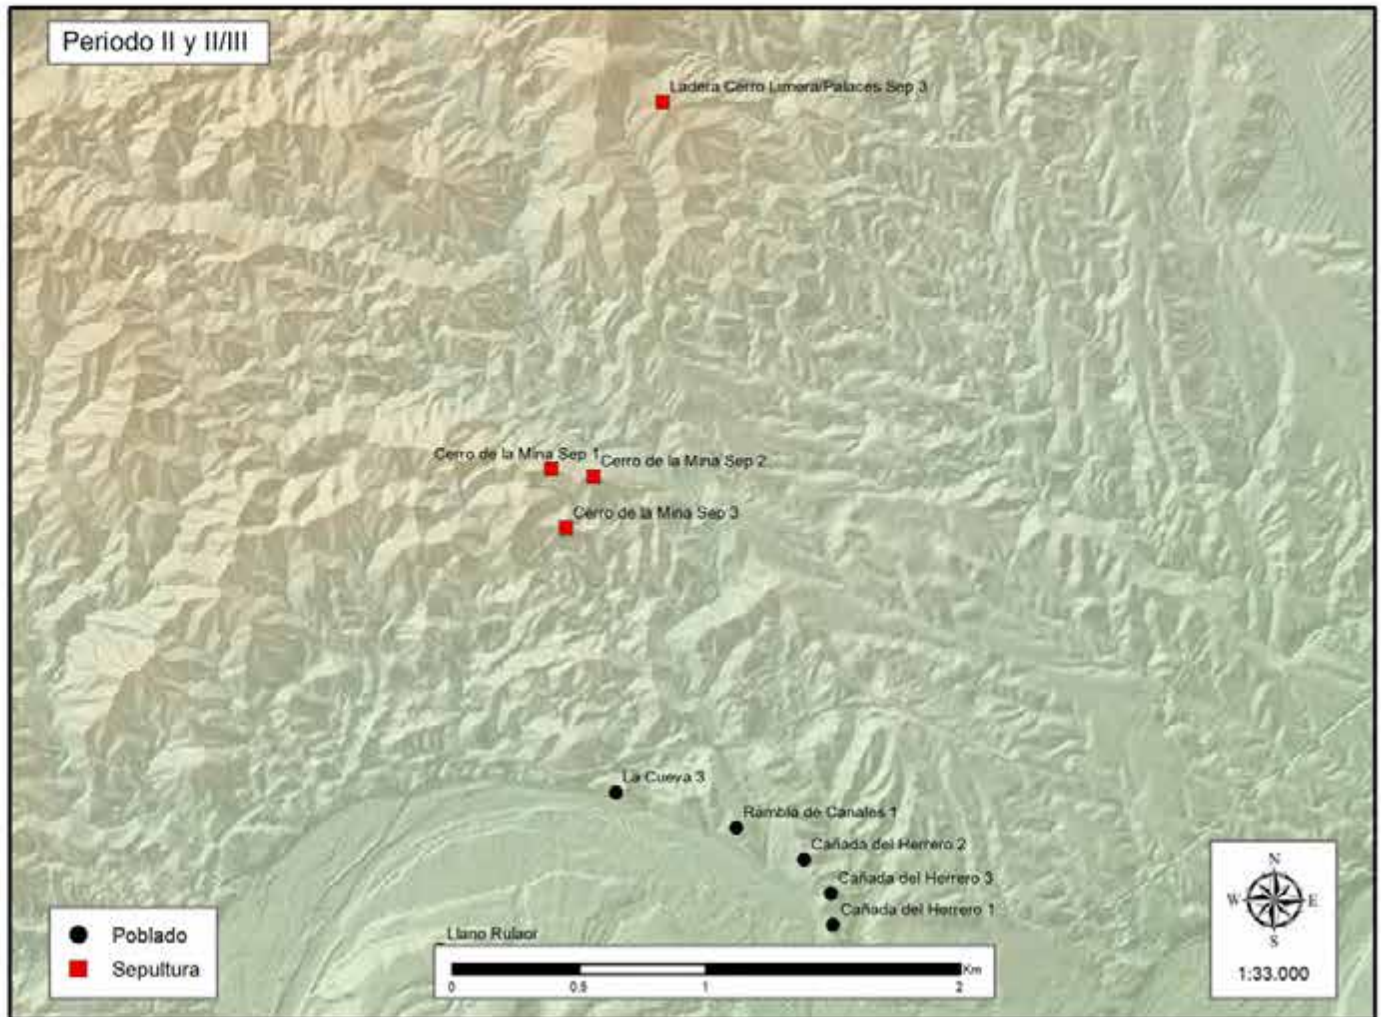 Periodo II y II/III
Ladera Cerro Limera/Palaces Sep 3
Cerro de la Mina Sep 1
Cerro de la Mina Sep 2
Cerro de la Mina Sep 3
La Cueva 3
Rambla de Canales 1
Cañada del Herrero 2
Cañada del Herrero 3
Cañada del Herrero 1
Llano Rulaor
Poblado
Sepultura
0 0.5 1 2 Km
N
W E
S
1:33.000